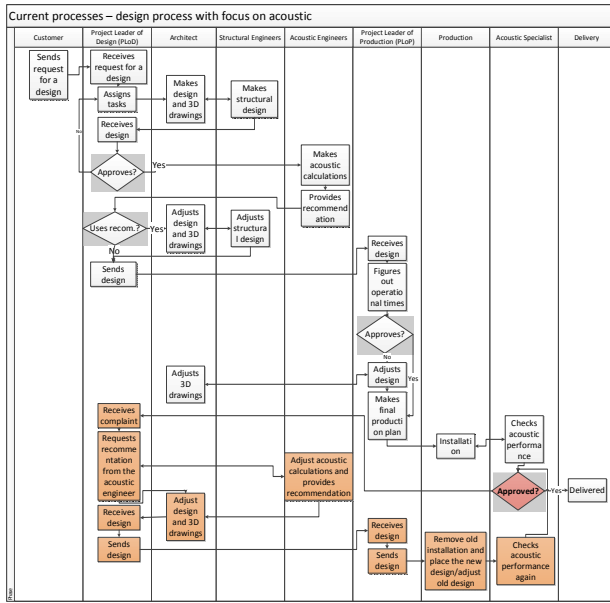 Current processes – design process with focus on acoustic
Customer
Project Leader of
Design (PLoD)
Architect
Structural Engineers
Acoustic Engineers
Project Leader of
Production (PLoP)
Production
Acoustic Specialist
Delivery
Sends
request
for a
design
Receives
request for a
design
Assigns
tasks
Makes
design
and 3D
drawings
Makes
structural
design
Receives
design
No
Approves?
Yes
Makes
acoustic
calculations
Provides
recommend
ation
Uses recom.?
Yes
Adjusts
design
and 3D
drawings
Adjusts
structura
l design
No
Sends
design
Receives
design
Figures
out
operatio
nal times
Approves?
No
Yes
Adjusts
3D
drawings
Adjusts
design
Makes
final
producti
on plan
Receives
complaint
Installati
on
Checks
acoustic
performa
nce
Requests
recomme
ntation
from the
acoustic
engineer
Adjust acoustic
calculations and
provides
recommendation
Approved?
Yes
Delivered
Adjust
design
and 3D
drawings
Receives
design
Sends
design
Receives
design
Sends
design
Remove old
installation and
place the new
design/adjust
old design
Checks
acoustic
performance
again
Phase